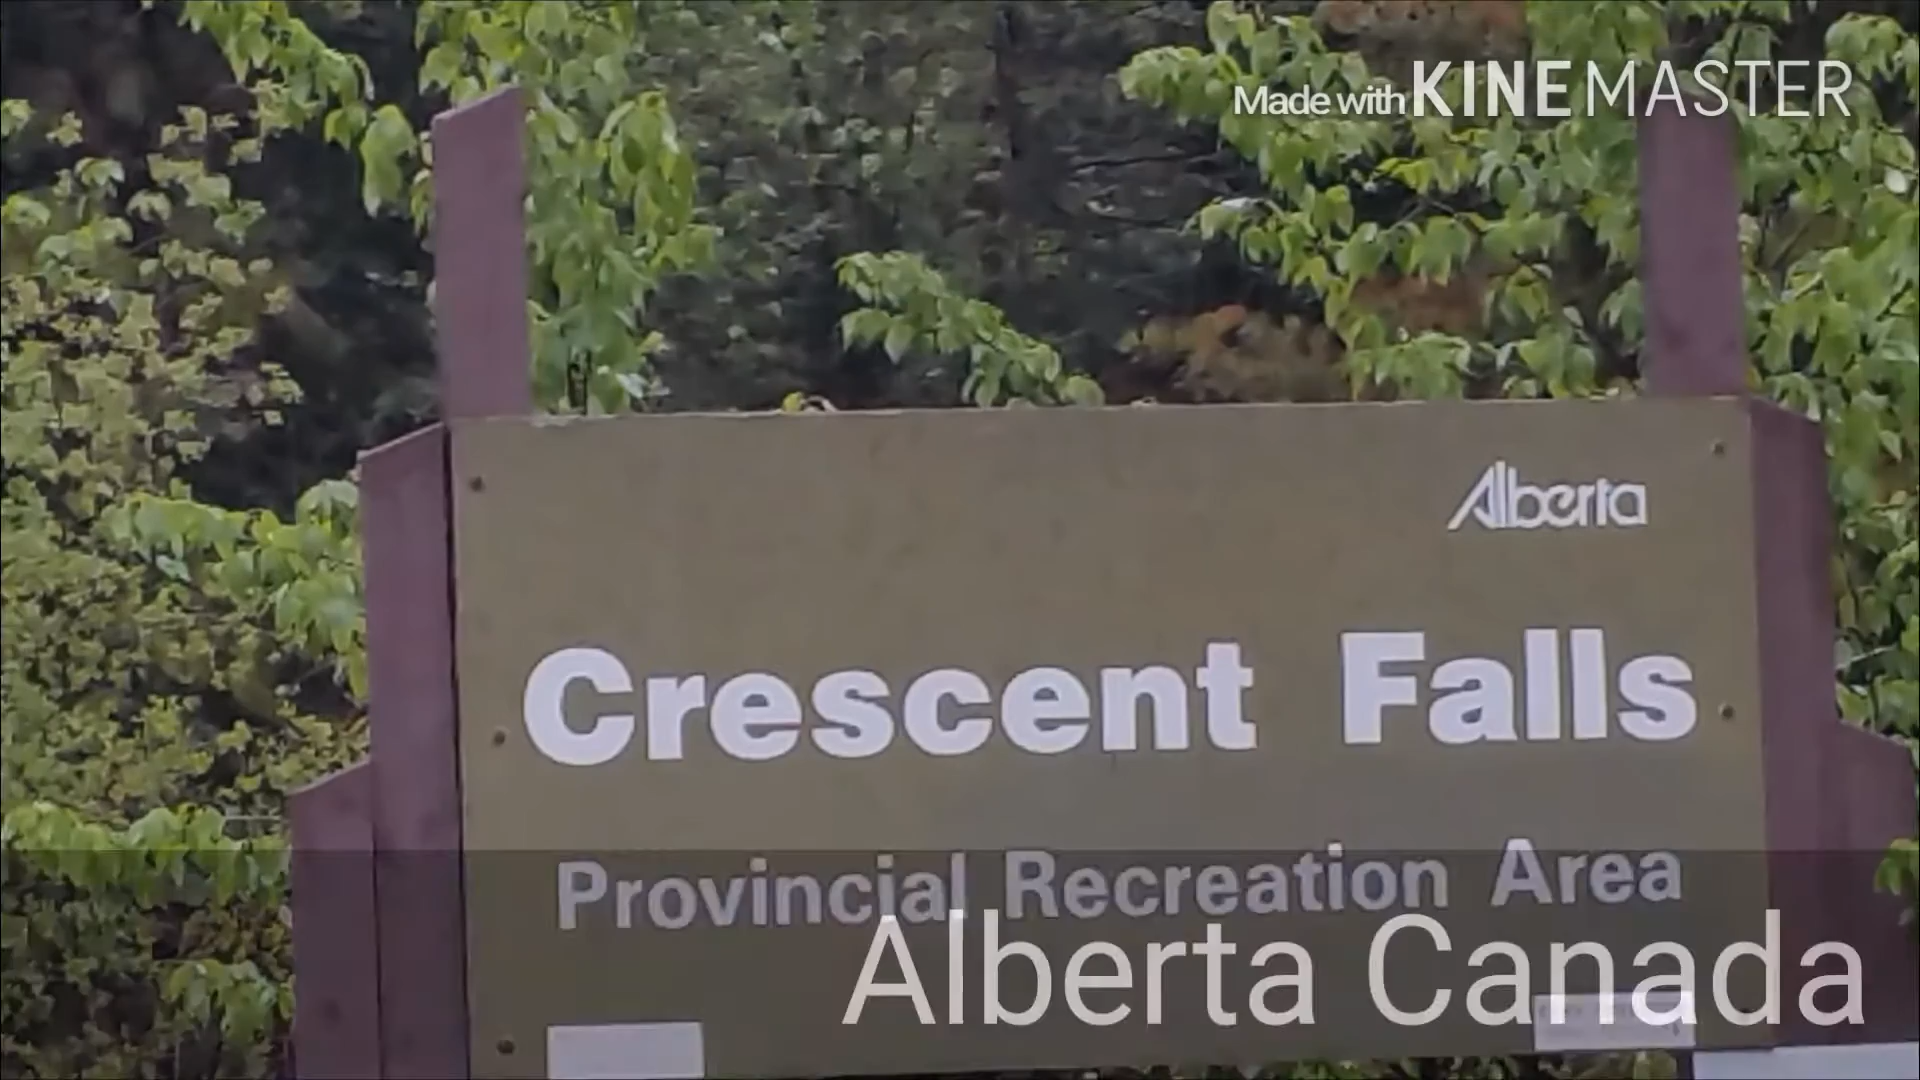 Made with KINEMASTER
Alberta
Crescent Falls
Provincial Recreation Area
Alberta Canada